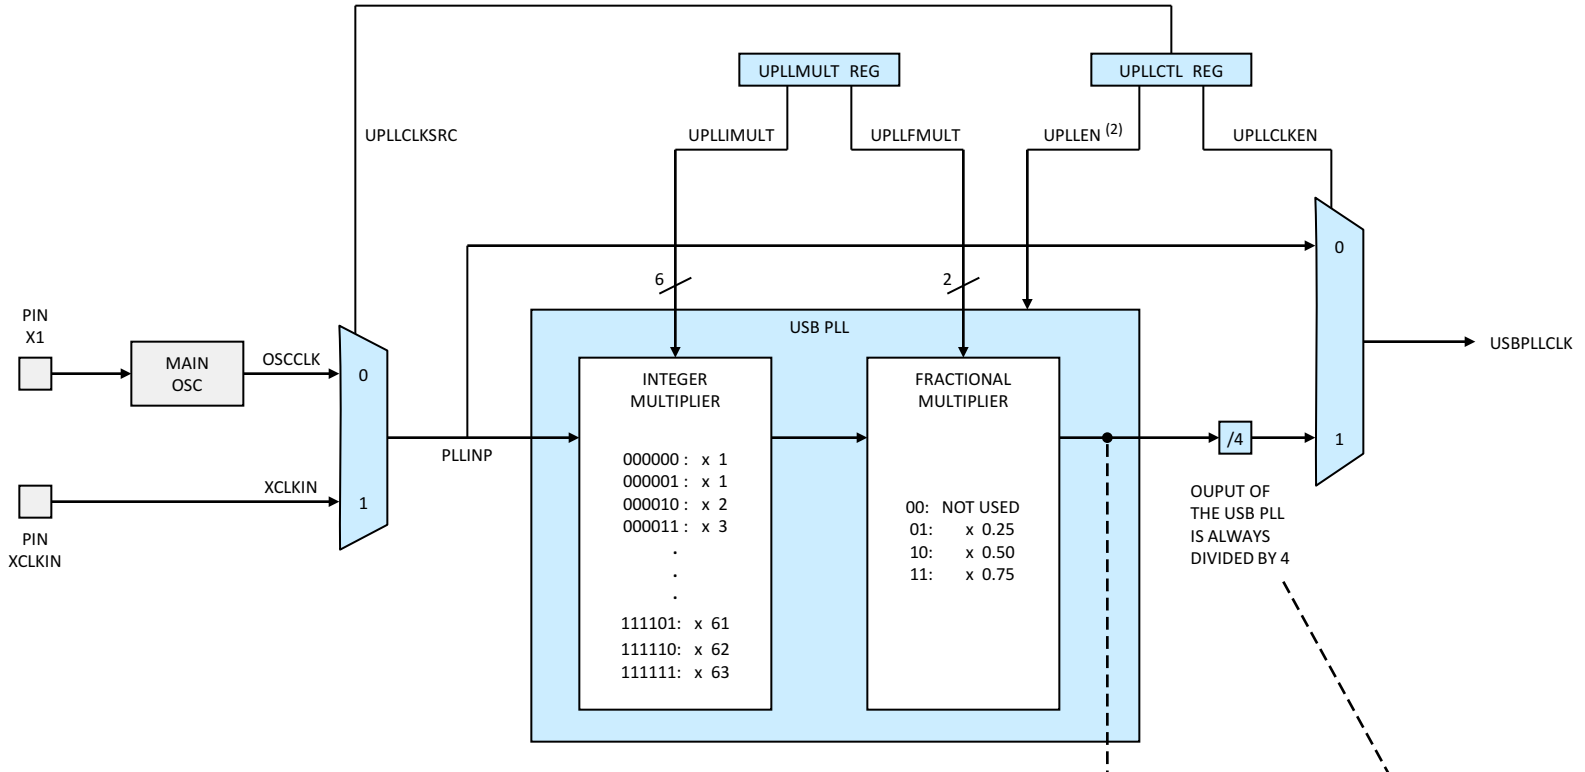 UPLLMULT REG
UPLLCTL REG
UPLLCLKSRC
UPLLIMULT
UPLLFMULT
UPLLEN (2)
UPLLCLKEN
0
6
2
PIN
X1
USB PLL
USBPLLCLK
MAIN
OSC
OSCCLK
0
INTEGER
MULTIPLIER
FRACTIONAL
MULTIPLIER
PLLINP
/4
1
000000 : x 1
000001 : x 1
000010 : x 2
000011 : x 3
.
.
.
111101: x 61
111110: x 62
111111: x 63
00: NOT USED
01: x 0.25
10: x 0.50
11: x 0.75
XCLKIN
1
PIN
XCLKIN
OUPUT OF
THE USB PLL
IS ALWAYS
DIVIDED BY 4